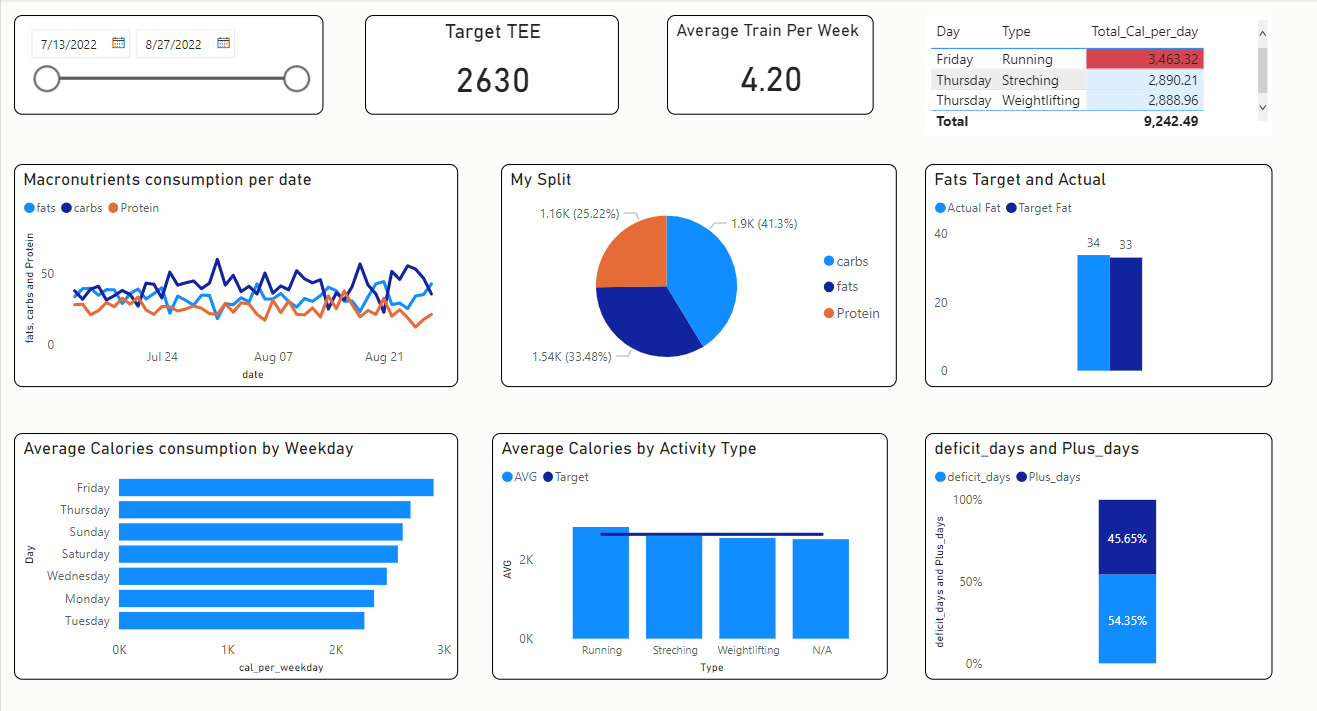 7/13/2022 8/27/2022
Target TEE
2630
Average Train Per Week
4.20
Day Type Total_Cal_per_day
Friday Running 3,463.32
Thursday Streching 2,890.21
Thursday Weightlifting 2,888.96
Total 9,242.49
Macronutrients consumption per date
fats carbs Protein
fats, carbs and Protein
50
0
Jul 24 Aug 07 Aug 21
date
My Split
1.16K (25.22%)
1.9K (41.3%)
1.54K (33.48%)
carbs
fats
Protein
Fats Target and Actual
Actual Fat Target Fat
40
20
0
34 33
Average Calories consumption by Weekday
Day
Friday
Thursday
Sunday
Saturday
Wednesday
Monday
Tuesday
0K 1K 2K 3K
cal_per_weekday
Average Calories by Activity Type
AVG Target
AVG
2K
0K
Running Streching Weightlifting N/A
Type
deficit_days and Plus_days
deficit_days Plus_days
deficit_days and Plus_days
100%
50%
0%
45.65%
54.35%